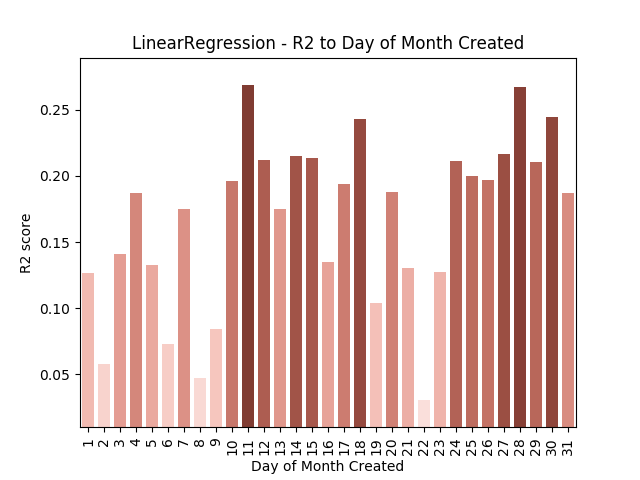 LinearRegression - R2 to Day of Month Created
R2 score
0.25
0.20
0.15
0.10
0.05
1 2 3 4 5 6 7 8 9 10 11 12 13 14 15 16 17 18 19 20 21 22 23 24 25 26 27 28 29 30 31
Day of Month Created